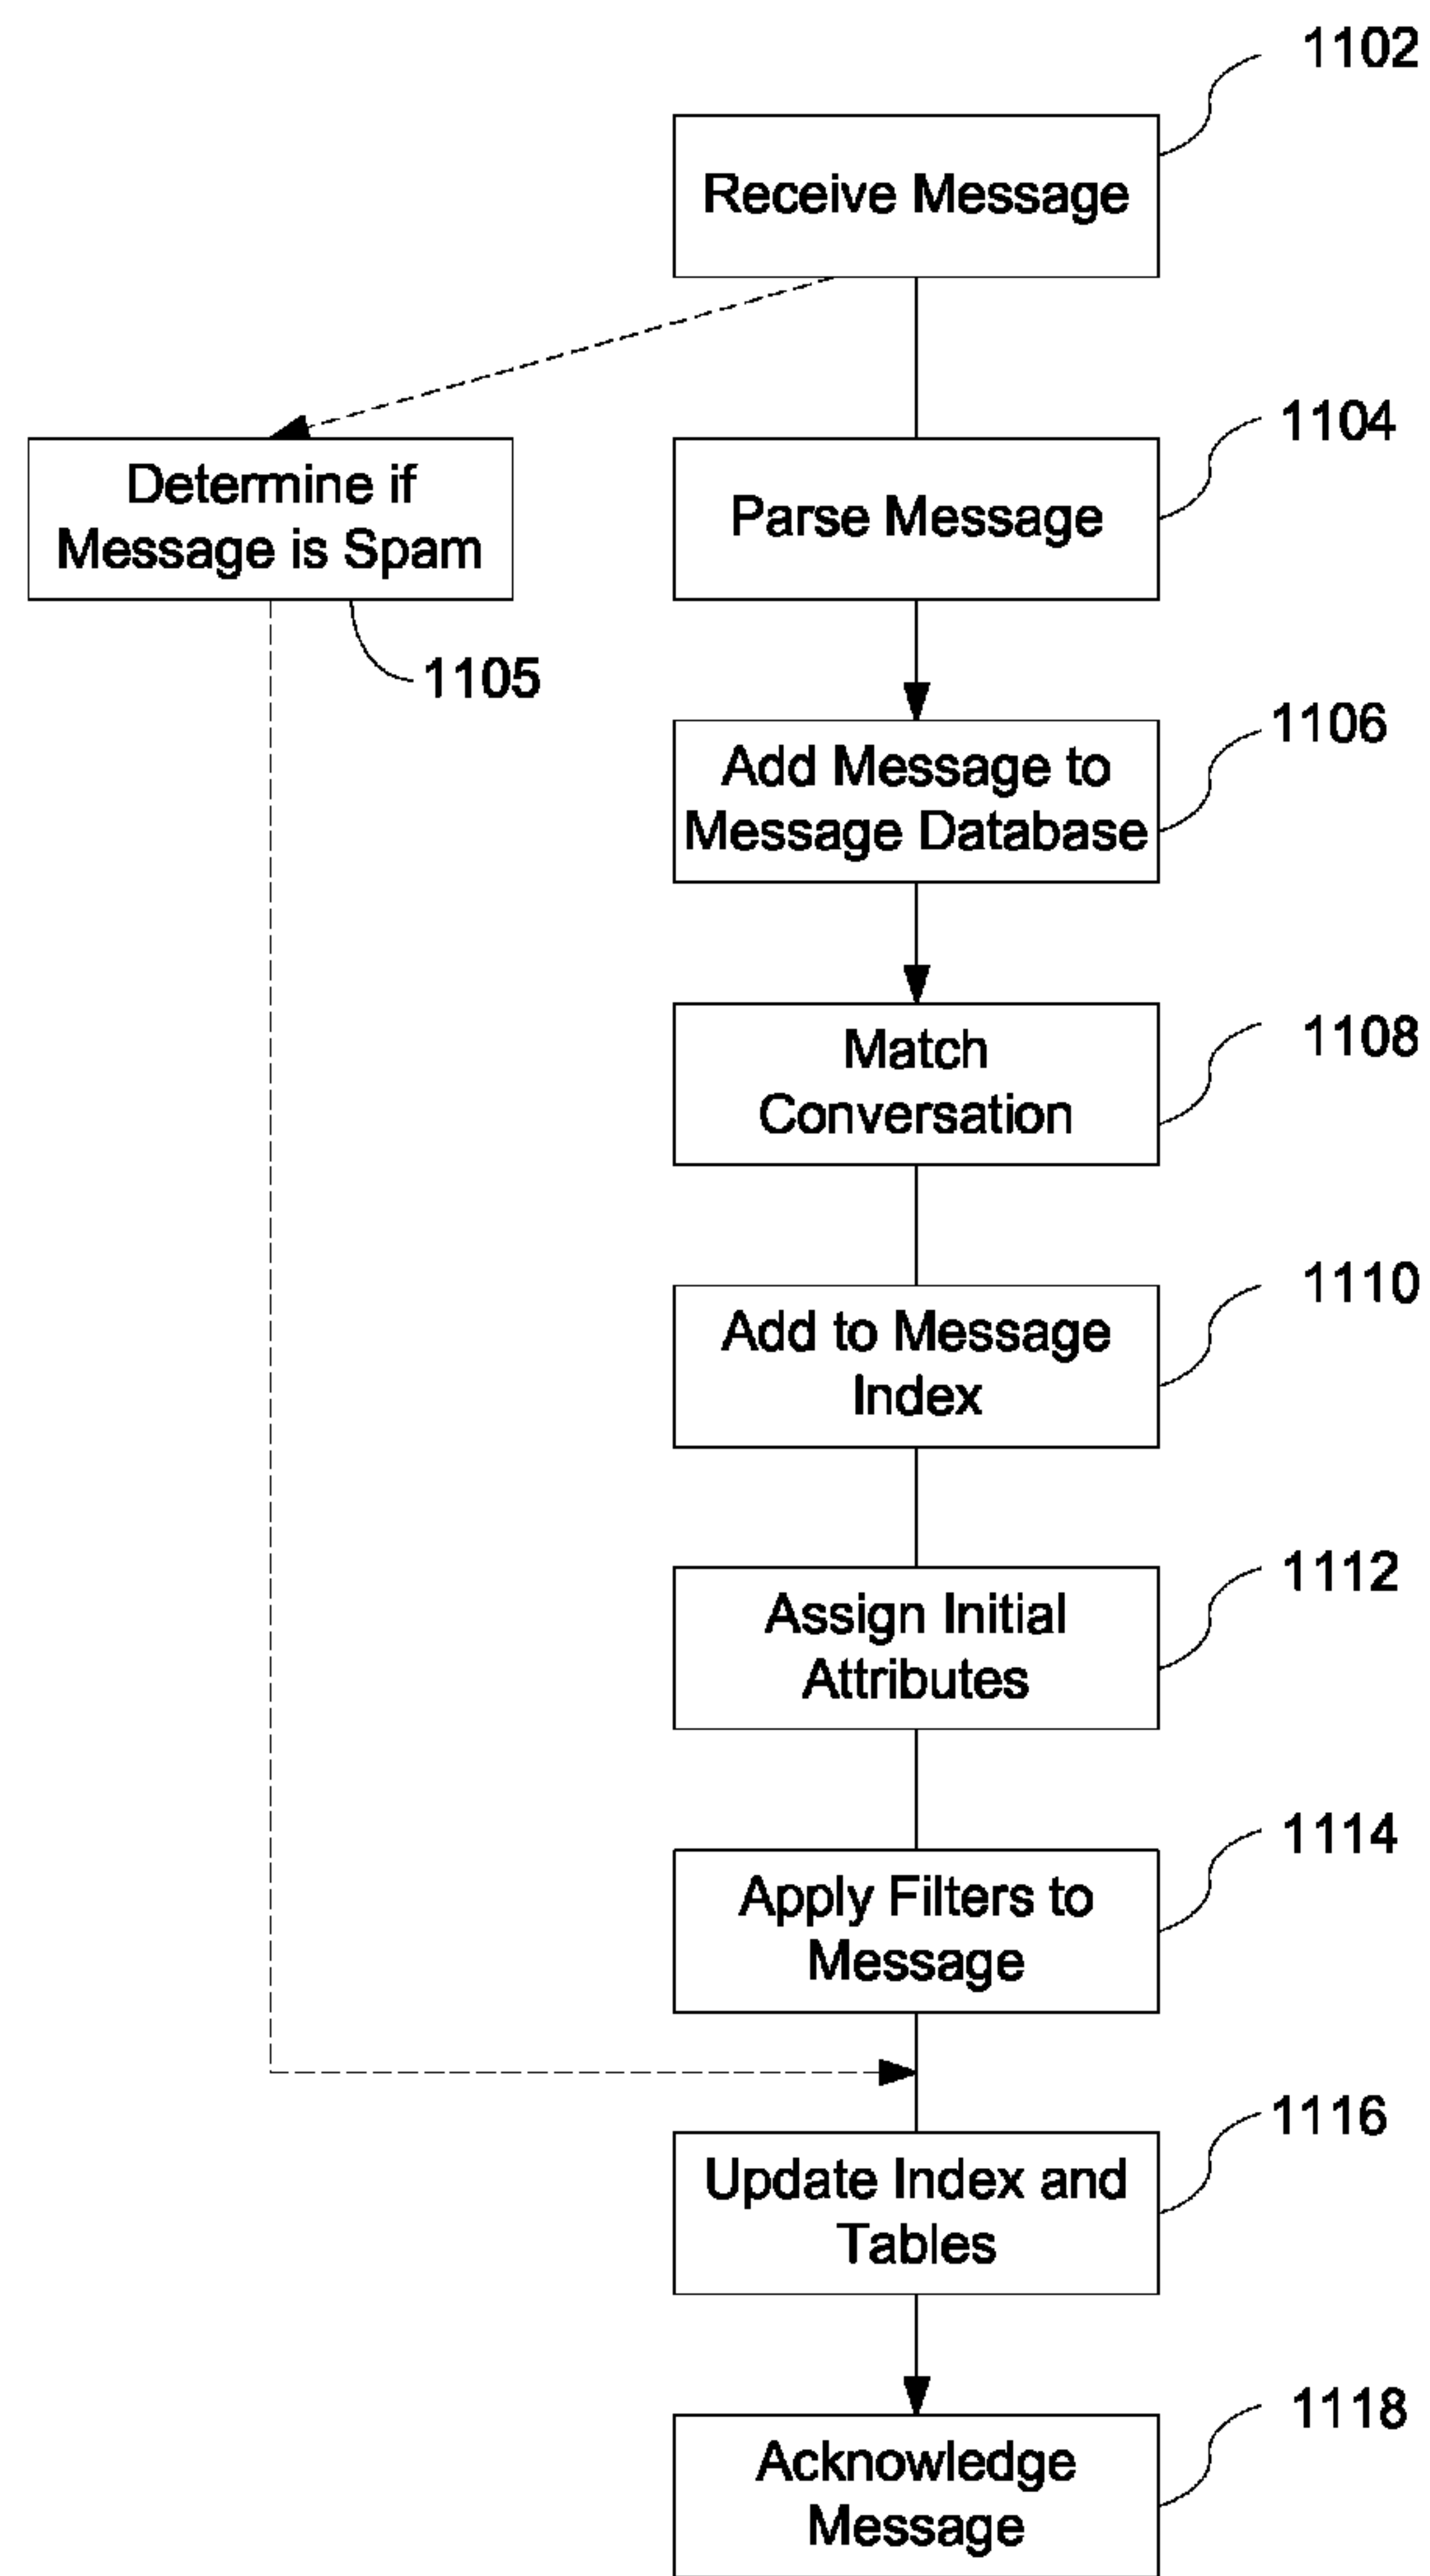 1102
Receive Message
1104
Parse Message
Determine if
Message is Spam
1105
1106
Add Message to
Message Database
1108
Match
Conversation
1110
Add to Message
Index
1112
Assign Initial
Attributes
1114
Apply Filters to
Message
1116
Update Index and
Tables
1118
Acknowledge
Message